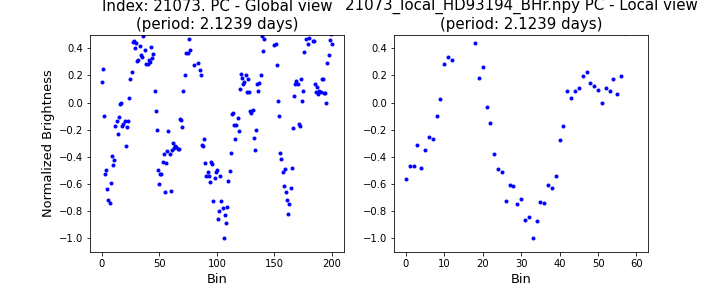 Index: 21073. PC - Global view
(period: 2.1239 days)
21073_local_HD93194_BHr.npy PC - Local view
(period: 2.1239 days)
Normalized Brightness
0.4
0.2
0.0
−0.2
−0.4
−0.6
−0.8
−1.0
0 50 100 150 200
Bin
0.4
0.2
0.0
−0.2
−0.4
−0.6
−0.8
−1.0
0 10 20 30 40 50 60
Bin